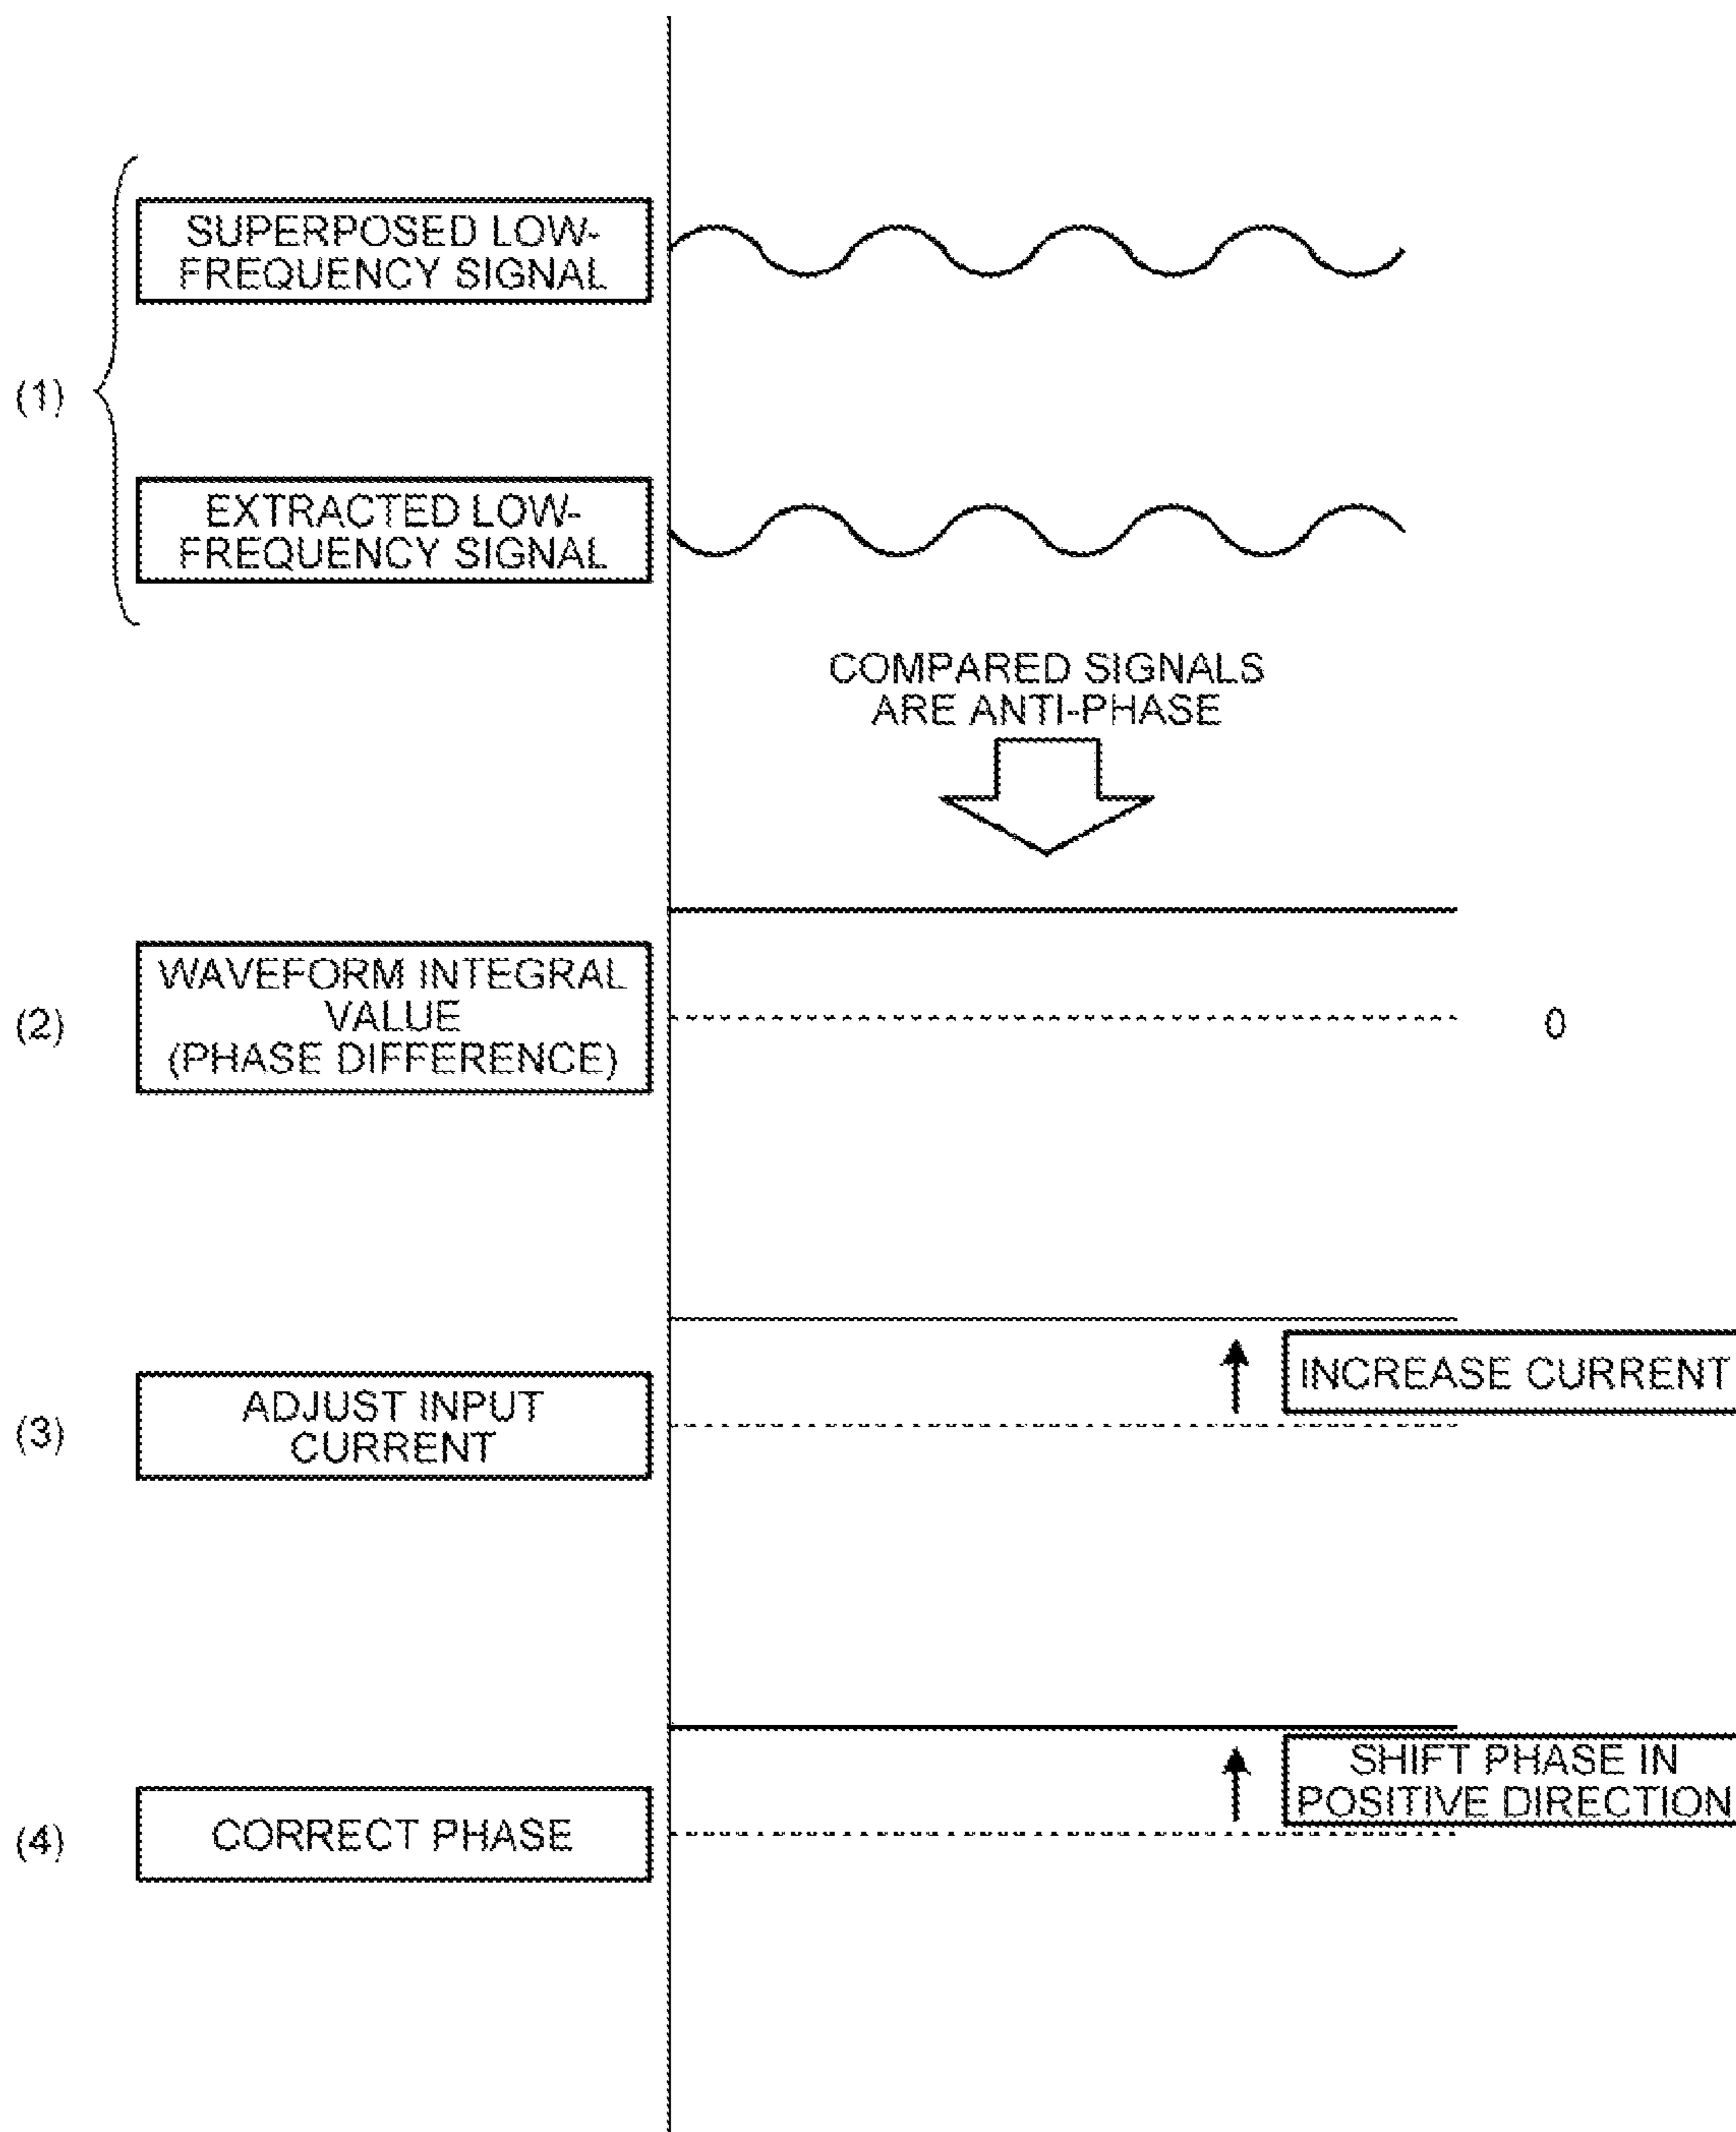 (1)
SUPERPOSED LOW-
FREQUENCY SIGNAL
EXTRACTED LOW-
FREQUENCY SIGNAL
COMPARED SIGNALS
ARE ANTI-PHASE
(2)
WAVEFORM INTEGRAL
VALUE
(PHASE DIFFERENCE)
0
(3)
ADJUST INPUT
CURRENT
INCREASE CURRENT
(4)
CORRECT PHASE
SHIFT PHASE IN
POSITIVE DIRECTION